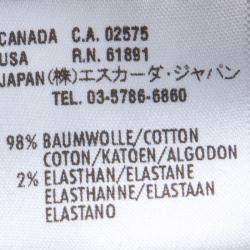 CANADA C.A. 02575
USA R.N. 61891
JAPAN(株)エスカーダ・ジャパン
TEL. 03-5786-6860
98% BAUMWOLLE/COTTON
COTON/KATOEN/ALGODON
2% ELASTHAN/ELASTANE
ELASTHANNE/ELASTAAN
ELASTANO